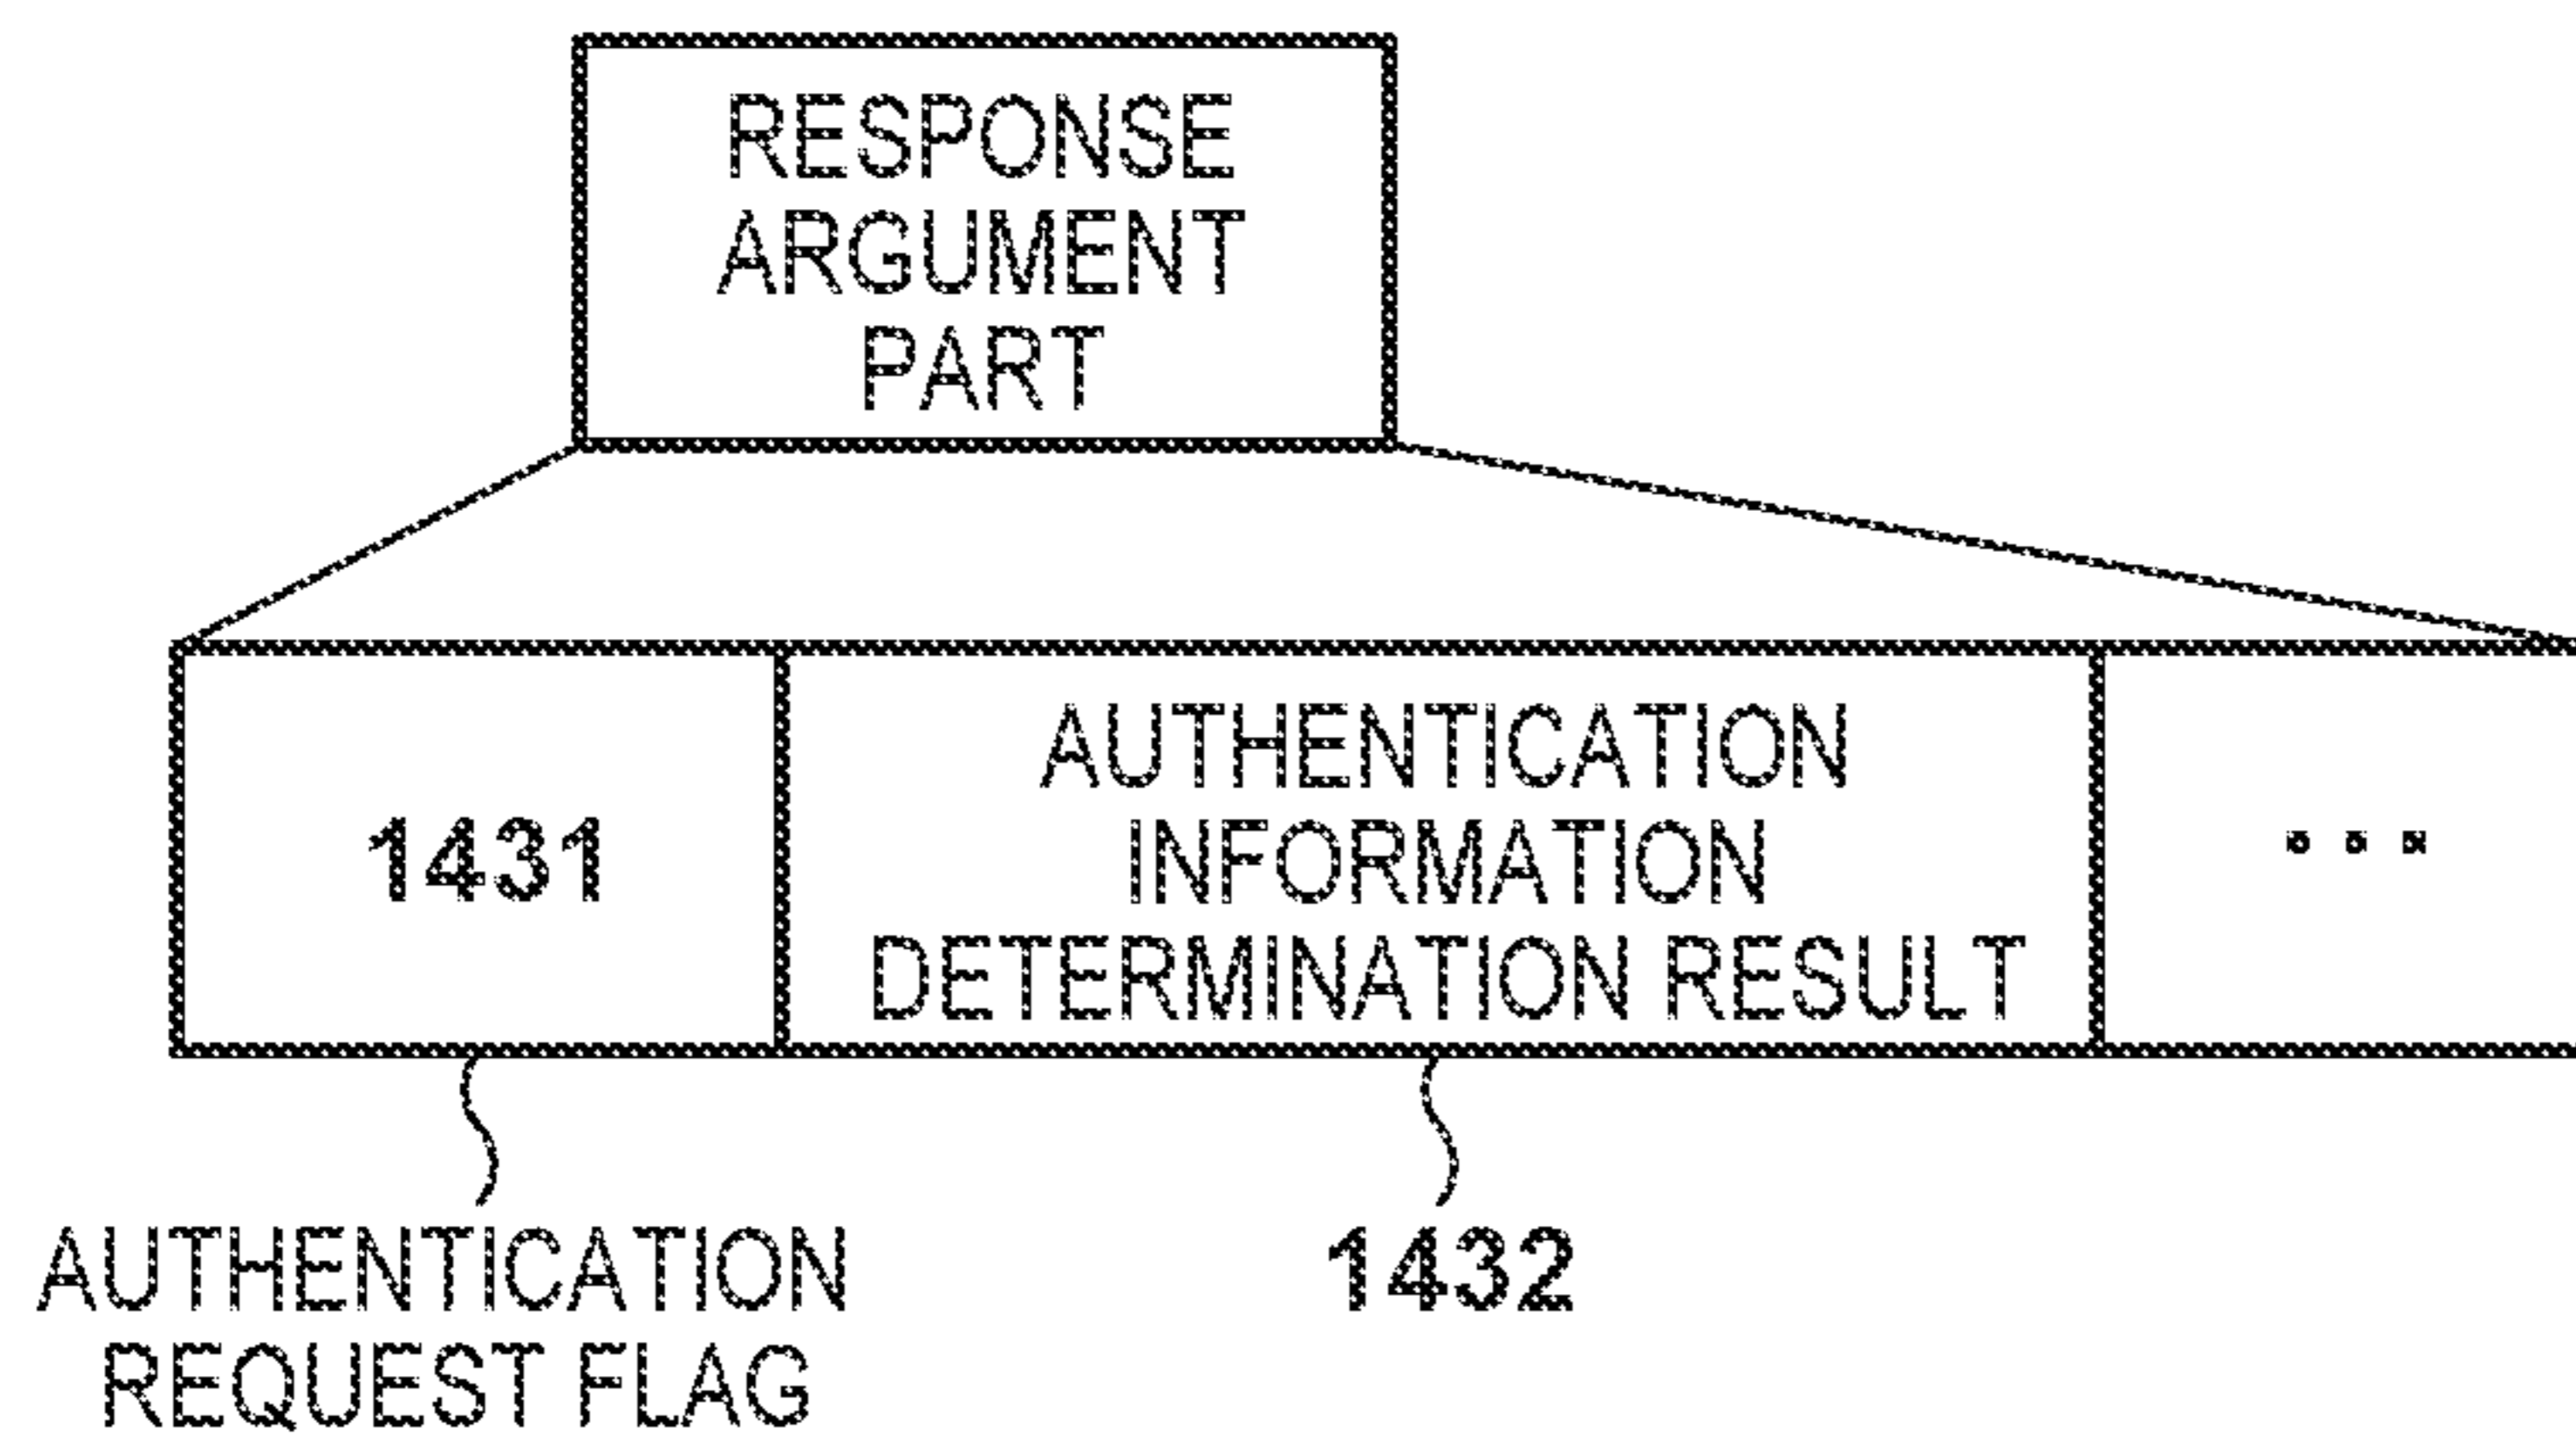 RESPONSE
ARGUMENT
PART
1431
AUTHENTICATION
INFORMATION
DETERMINATION RESULT
...
AUTHENTICATION
REQUEST FLAG
1432